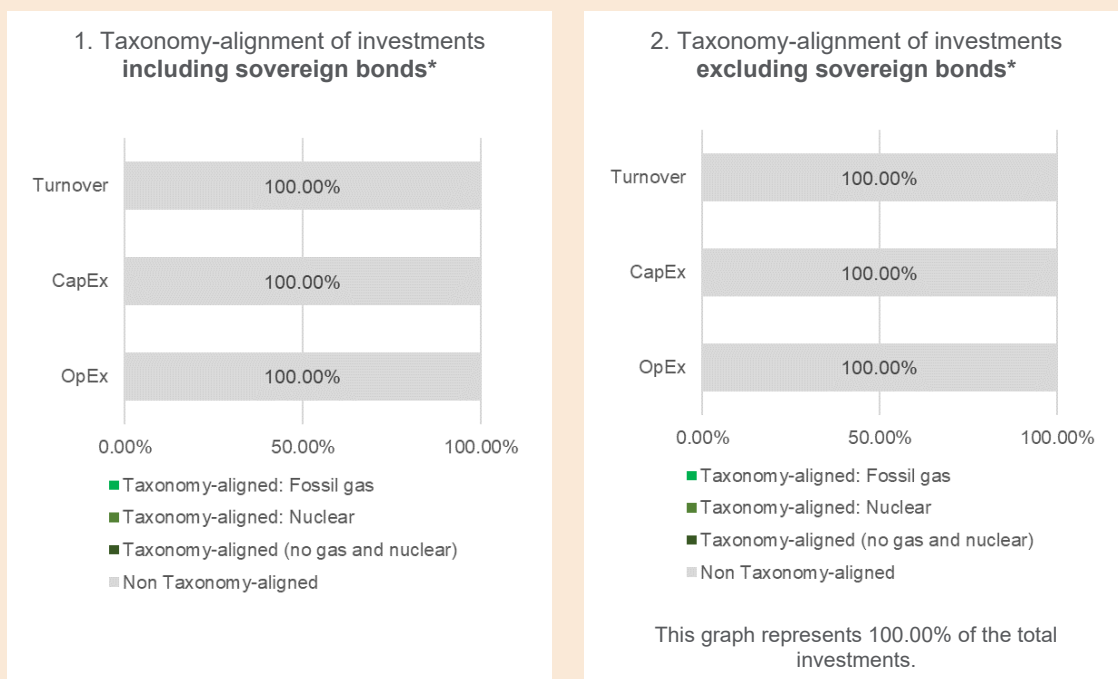 1. Taxonomy-alignment of investments
including sovereign bonds*
Turnover
100.00%
CapEx
100.00%
OpEx
100.00%
0.00%
50.00%
100.00%
Taxonomy-aligned: Fossil gas
Taxonomy-aligned: Nuclear
Taxonomy-aligned (no gas and nuclear)
Non Taxonomy-aligned
2. Taxonomy-alignment of investments
excluding sovereign bonds*
Turnover
100.00%
CapEx
100.00%
OpEx
100.00%
0.00%
50.00%
100.00%
Taxonomy-aligned: Fossil gas
Taxonomy-aligned: Nuclear
Taxonomy-aligned (no gas and nuclear)
Non Taxonomy-aligned
This graph represents 100.00% of the total
investments.